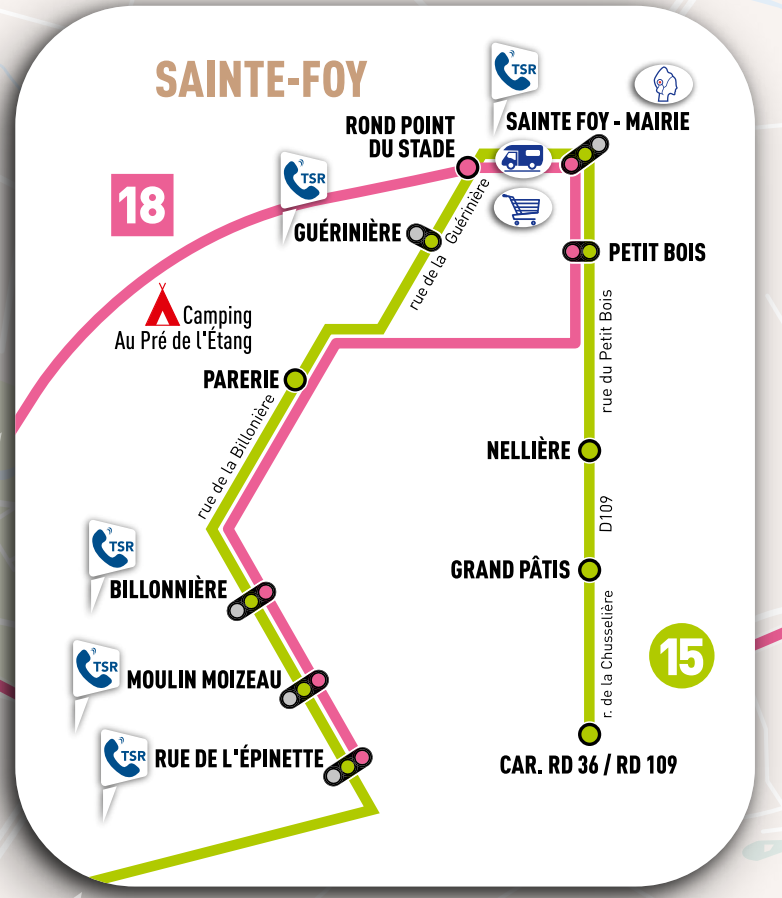 SAINTE-FOY
TSR
SAINTE FOY - MAIRIE
ROND POINT
DU STADE
TSR
18
GUÉRINIÈRE
rue de la Guérinière
PETIT BOIS
Camping
Au Pré de l'Étang
rue du Petit Bois
PARERIE
rue de la Billonière
NELLIÈRE
D109
TSR
GRAND PÂTIS
BILLONNIÈRE
r. de la Chusselière
15
TSR
MOULIN MOIZEAU
TSR
RUE DE L'ÉPINETTE
CAR. RD 36 / RD 109